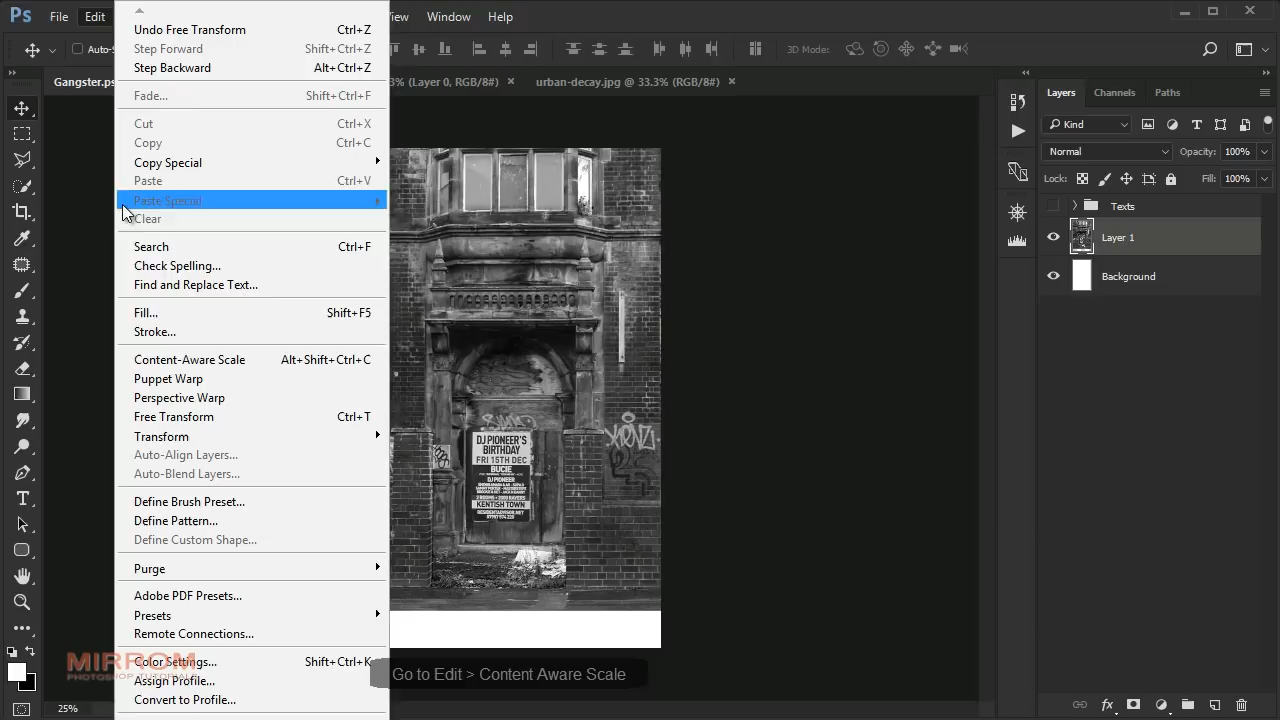 Ps File Edit iew Window Help
Auto-S 3D Mode:
Gangster.ps 3% (Layer 0, RGB/8#) × urban-decay.jpg @ 33.3% (RGB/8#) ×
Undo Free Transform Ctrl+Z
Step Forward Shift+Ctrl+Z
Step Backward Alt+Ctrl+Z
Fade... Shift+Ctrl+F
Cut Ctrl+X
Copy Ctrl+C
Copy Special
Paste Ctrl+V
Paste Special
Clear
Search Ctrl+F
Check Spelling...
Find and Replace Text...
Fill... Shift+F5
Stroke...
Content-Aware Scale Alt+Shift+Ctrl+C
Puppet Warp
Perspective Warp
Free Transform Ctrl+T
Transform
Auto-Align Layers...
Auto-Blend Layers...
Define Brush Preset...
Define Pattern...
Define Custom Shape...
Purge
Adobe PDF Presets...
Presets
Remote Connections...
Color Settings... Shift+Ctrl+K
Assign Profile...
Convert to Profile...
Layers Channels Paths
Kind
Normal Opacity: 100%
Lock: Fill: 100%
Texts
Layer 1
Background
DJ PIONEER'S
BIRTHDAY
FRI 15TH DEC
BUCIE
DJ PIONEER
KENTISH TOWN
MIRROM
PHOTOSHOP TUTORIALS
Go to Edit > Content Aware Scale
25%